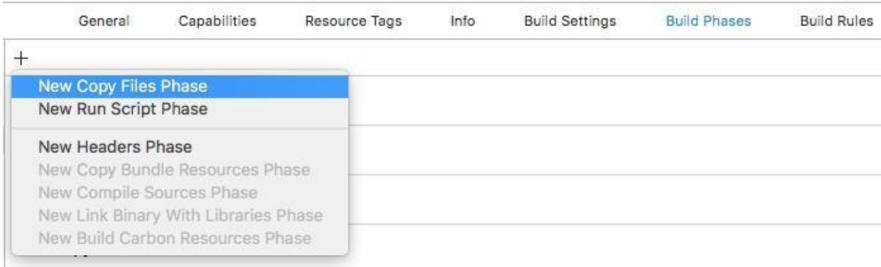 General Capabilities Resource Tags Info Build Settings Build Phases Build Rules
+
New Copy Files Phase
New Run Script Phase
New Headers Phase
New Copy Bundle Resources Phase
New Compile Sources Phase
New Link Binary With Libraries Phase
New Build Carbon Resources Phase